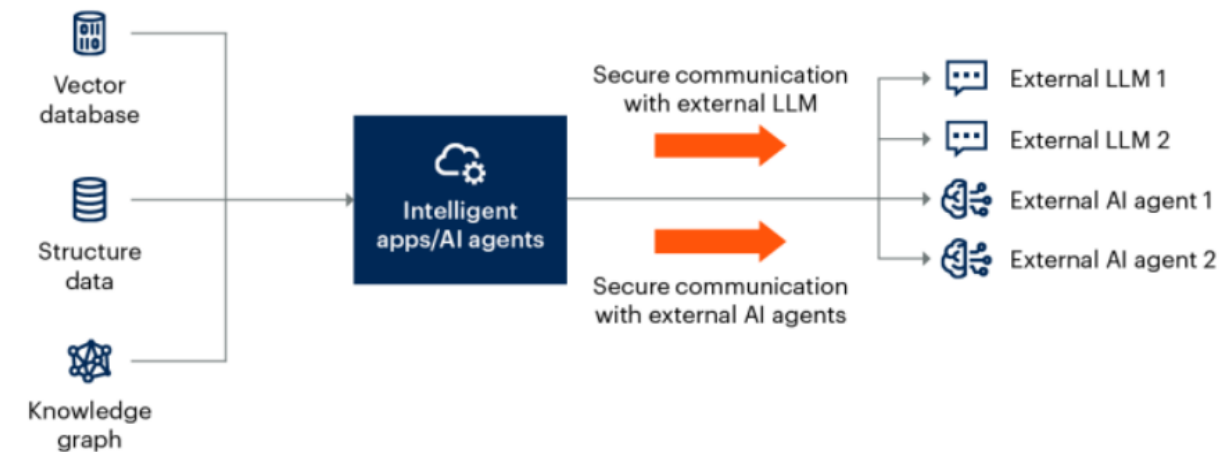 Vector
database
Structure
data
Knowledge
graph
Intelligent
apps/AI agents
Secure communication
with external LLM
Secure communication
with external AI agents
External LLM 1
External LLM 2
External AI agent 1
External AI agent 2